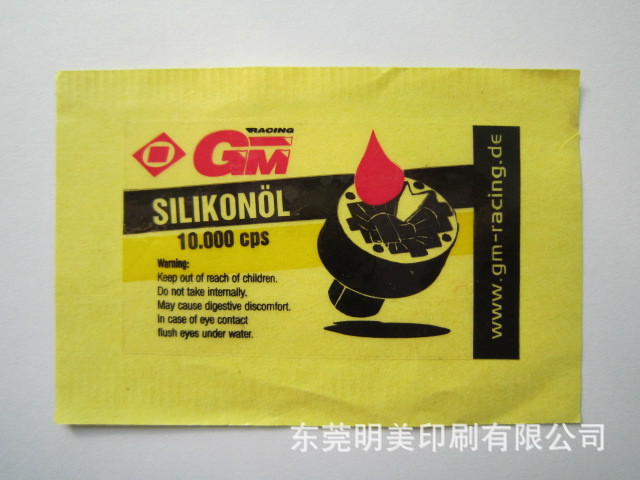 RACING
GM
SILIKONÖL
10.000 cps
Warning:
Keep out of reach of children.
Do not take internally.
May cause digestive discomfort.
In case of eye contact
flush eyes under water.
www.gm-racing.de
东莞明美印刷有限公司